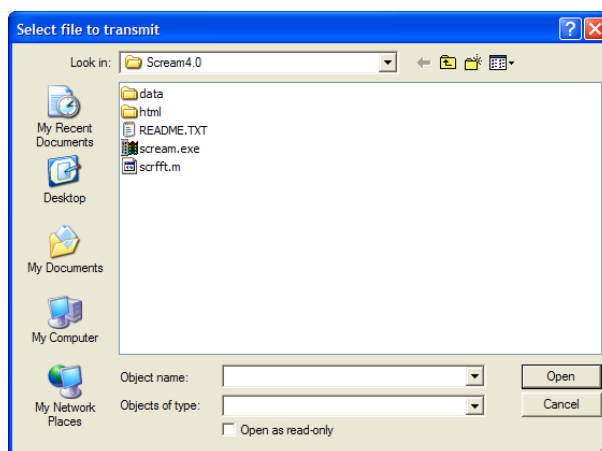 Select file to transmit
Look in: Scream4.0
data
html
README.TXT
scream.exe
scrfft.m
My Recent
Documents
Desktop
My Documents
My Computer
My Network
Places
Object name:
Open
Objects of type:
Cancel
Open as read-only